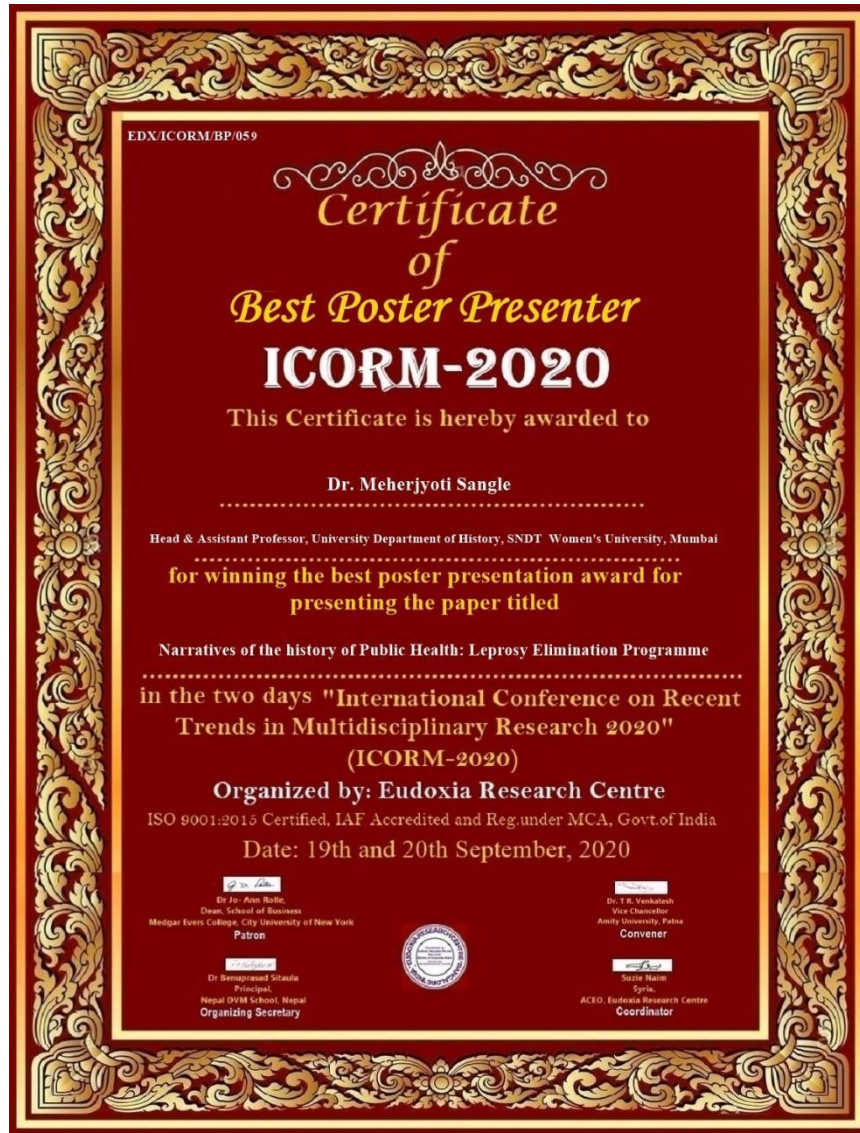 EDX/ICORM/BP/059
Certificate
of
Best Poster Presenter
ICORM-2020
This Certificate is hereby awarded to
Dr. Meherjyoti Sangle
Head & Assistant Professor, University Department of History, SNDT Women's University, Mumbai
for winning the best poster presentation award for
presenting the paper titled
Narratives of the history of Public Health: Leprosy Elimination Programme
in the two days "International Conference on Recent
Trends in Multidisciplinary Research 2020"
(ICORM-2020)
Organized by: Eudoxia Research Centre
ISO 9001:2015 Certified, IAF Accredited and Reg.under MCA, Govt.of India
Date: 19th and 20th September, 2020
Dr Jo- Ann Rolle,
Dean, School of Business
Medgar Evers College, City University of New York
Patron
Dr. T R. Venkatesh
Vice Chancellor
Amity University, Patna
Convener
Dr Benuprasad Sitaula
Principal,
Nepal DVM School, Nepal
Organizing Secretary
Suzie Naim
Syria,
ACEO, Eudoxia Research Centre
Coordinator